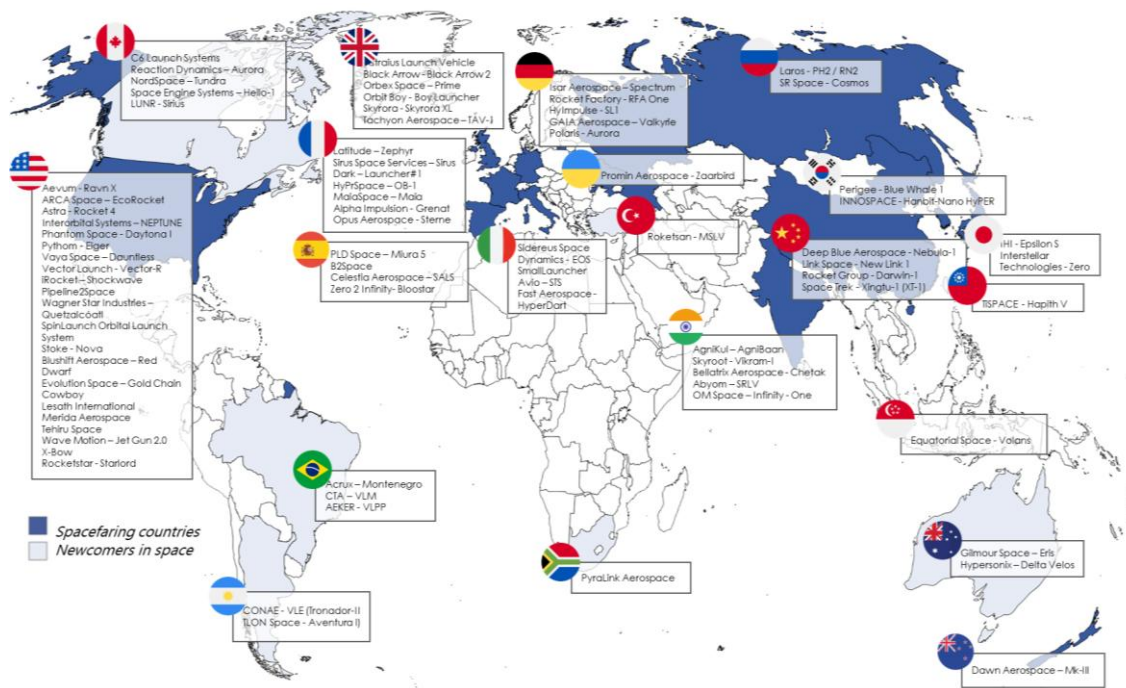 C6 Launch Systems
Reaction Dynamics – Aurora
NordSpace – Tundra
Space Engine Systems – Hello-1
LUNR - Sirius
Astralus Launch Vehicle
Black Arrow - Black Arrow 2
Orbex Space – Prime
Orbit Boy – Boy Launcher
Skyrora - Skyrora XL
Tachyon Aerospace – TAV-1
Isar Aerospace – Spectrum
Rocket Factory - RFA One
HyImpulse – SL1
GAIA Aerospace – Valkyrie
Polaris - Aurora
Laros - PH2 / RN2
SR Space - Cosmos
Latitude – Zephyr
Sirus Space Services – Sirus
Dark – Launcher#1
HyPrSpace – OB-1
MaiaSpace – Maia
Alpha Impulsion - Grenat
Opus Aerospace - Sterne
Promin Aerospace - Zaarbird
Perigee - Blue Whale 1
INNOSPACE - Hanbit-Nano HyPER
Aevum - Ravn X
ARCA Space – EcoRocket
Astra - Rocket 4
Interorbital Systems – NEPTUNE
Phantom Space - Daytona I
Pythom - Eiger
Vaya Space – Dauntless
Vector Launch – Vector-R
iRocket – Shockwave
Pipeline2Space
Wagner Star Industries –
Quetzalcóatl
SpinLaunch Orbital Launch
System
Stoke - Nova
Blushift Aerospace – Red
Dwarf
Evolution Space – Gold Chain
Cowboy
Lesath International
Merida Aerospace
Tehiru Space
Wave Motion – Jet Gun 2.0
X-Bow
Rocketstar - Starlord
PLD Space – Miura 5
B2Space
Celestia Aerospace – SALS
Zero 2 Infinity- Bloostar
Sidereus Space
Dynamics - EOS
SmallLauncher
Avio – STS
Fast Aerospace -
HyperDart
Roketsan - MSLV
Deep Blue Aerospace - Nebula-1
Link Space - New Link 1
Rocket Group - Darwin-1
Space Trek - Xingtu-1 (XT-1)
IHI - Epsilon S
Interstellar
Technologies - Zero
TiSPACE - Hapith V
AgniKul – AgniBaan
Skyroot – Vikram-I
Bellatrix Aerospace - Chetak
Abyom – SRLV
OM Space – Infinity - One
Equatorial Space - Volans
Acrux – Montenegro
CTA – VLM
AEKER - VLPP
Spacefaring countries
Newcomers in space
PyraLink Aerospace
Gilmour Space – Eris
Hypersonix – Delta Velos
CONAE - VLE (Tronador-II
TLON Space - Aventura I)
Dawn Aerospace – Mk-III